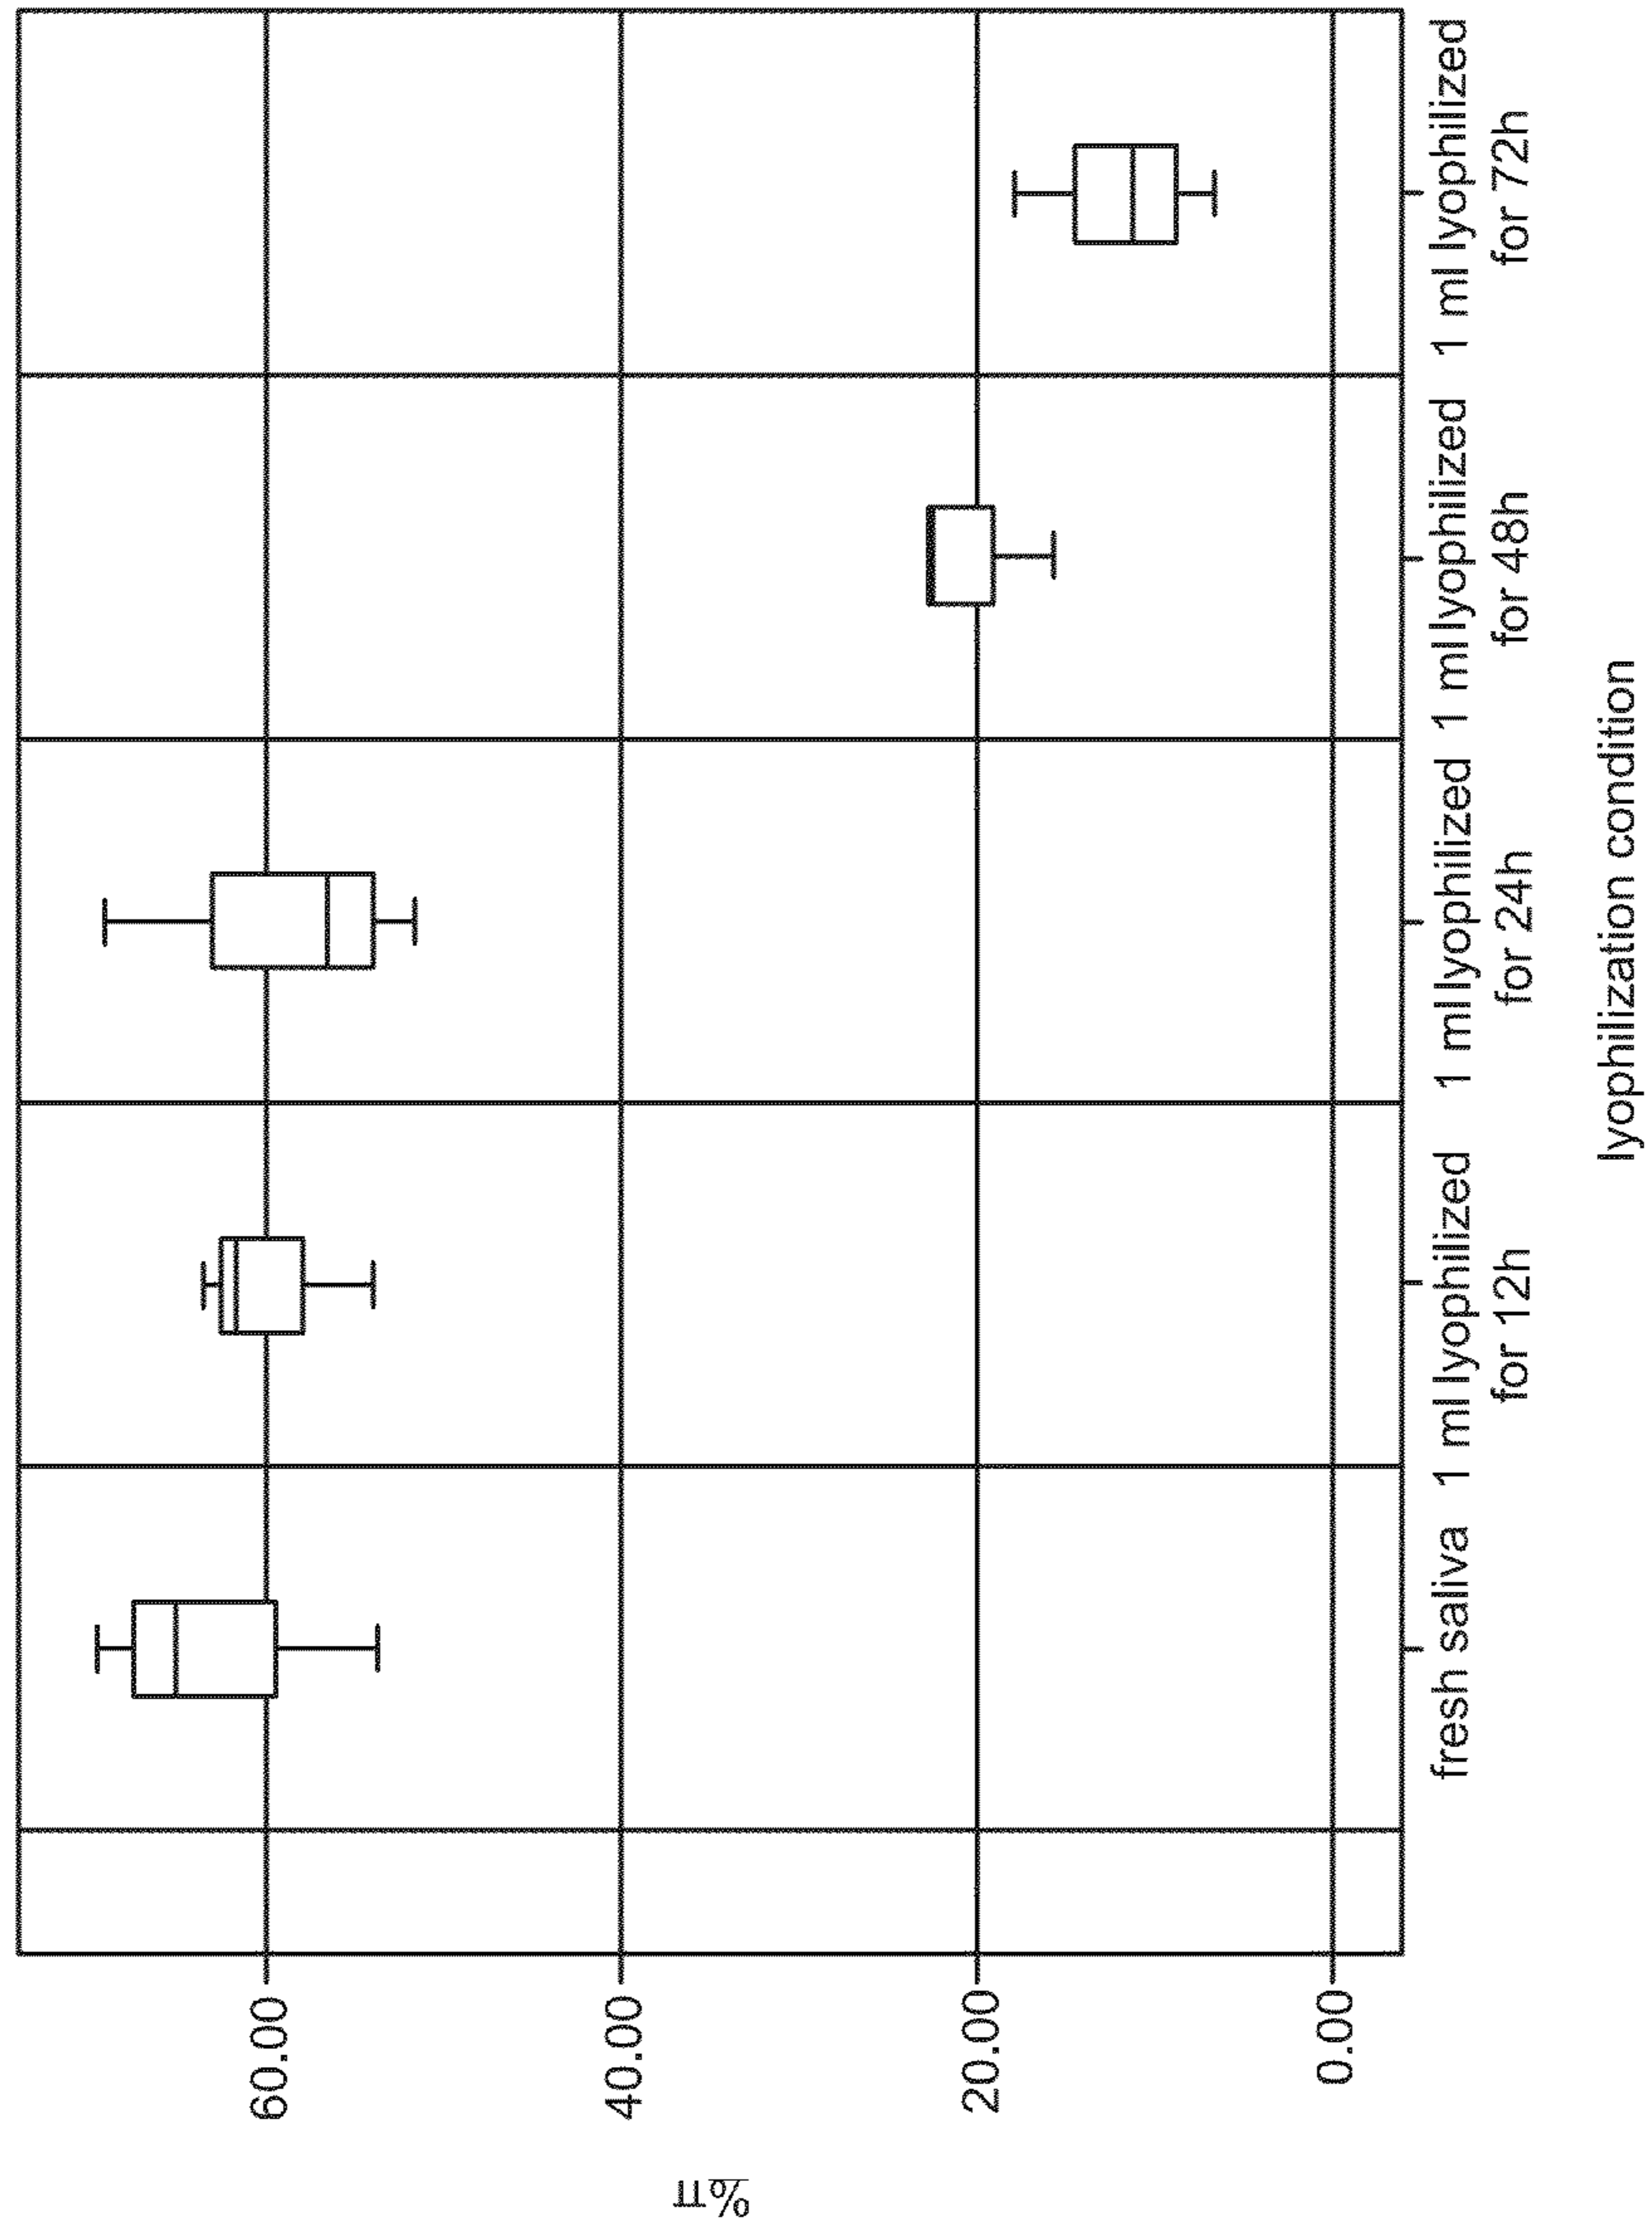 60.00
40.00
20.00
0.00
fresh saliva
1 ml lyophilized
for 12h
1 ml lyophilized
for 24h
1 ml lyophilized
for 48h
1 ml lyophilized
for 72h
lyophilization condition